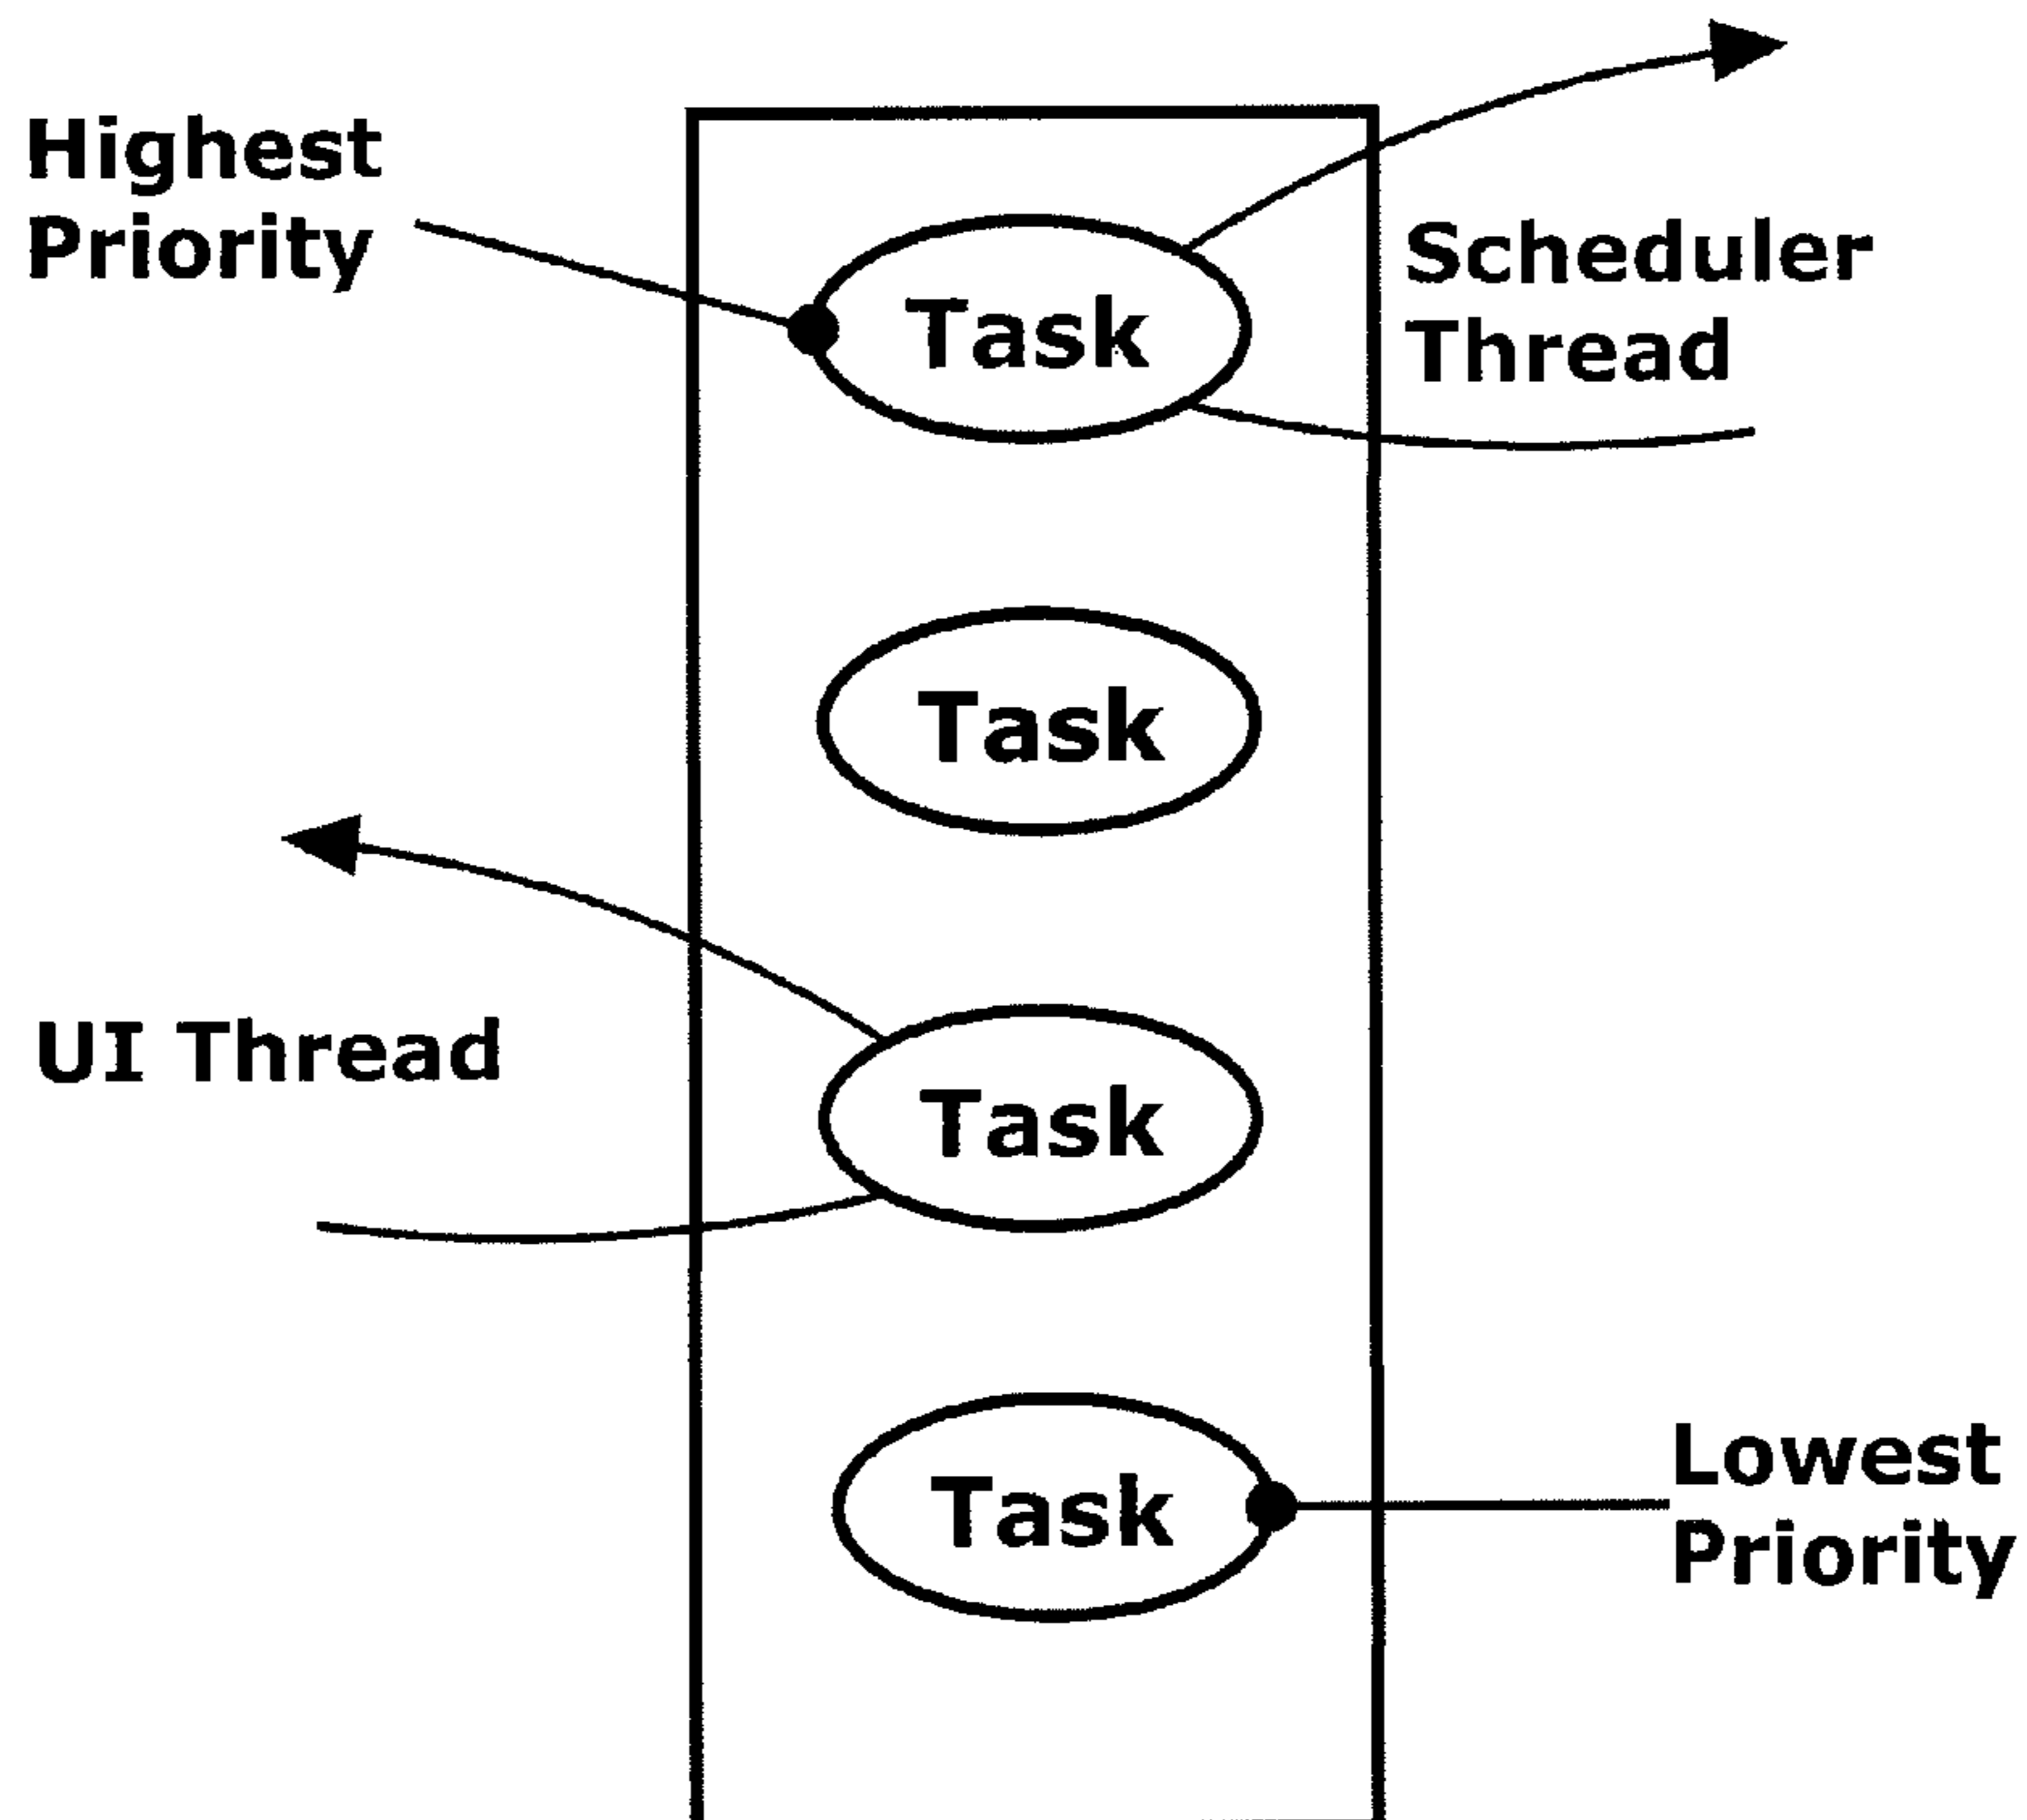 Highest
Priority
Task
Scheduler
Thread
Task
UI Thread
Task
Task
Lowest
Priority